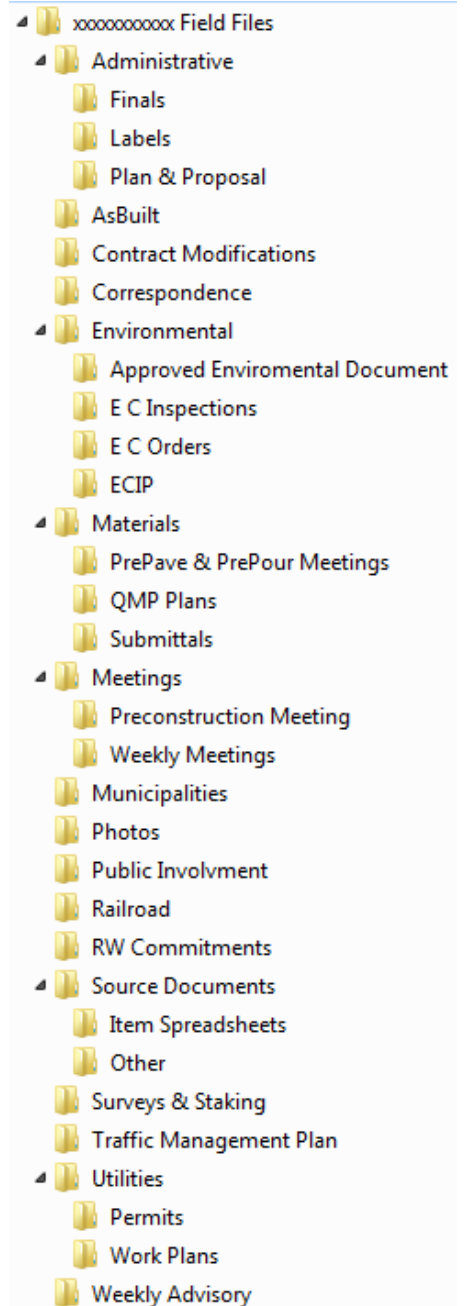 xxxxxxxxxxx Field Files
Administrative
Finals
Labels
Plan & Proposal
AsBuilt
Contract Modifications
Correspondence
Environmental
Approved Enviromental Document
E C Inspections
E C Orders
ECIP
Materials
PrePave & PrePour Meetings
QMP Plans
Submittals
Meetings
Preconstruction Meeting
Weekly Meetings
Municipalities
Photos
Public Involvment
Railroad
RW Commitments
Source Documents
Item Spreadsheets
Other
Surveys & Staking
Traffic Management Plan
Utilities
Permits
Work Plans
Weekly Advisory